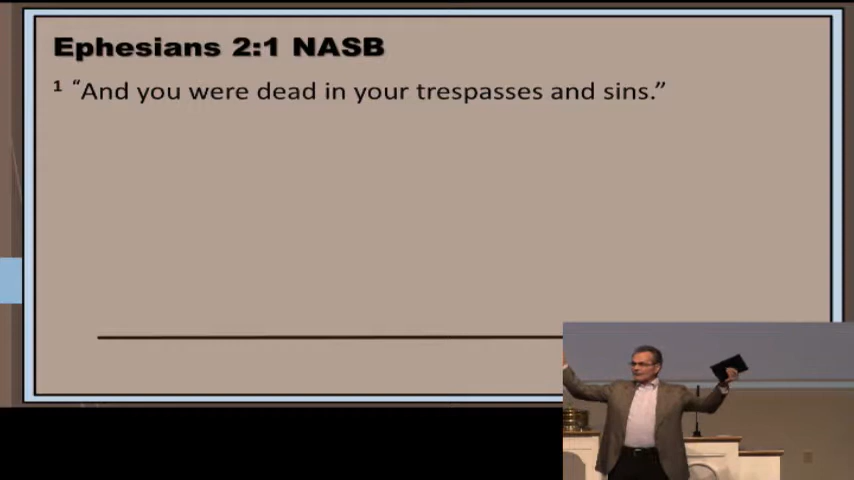 Ephesians 2:1 NASB
1 “And you were dead in your trespasses and sins.”